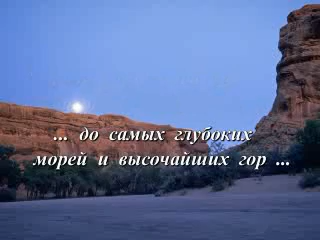 ... до самых глубоких
морей и высочайших гор ...